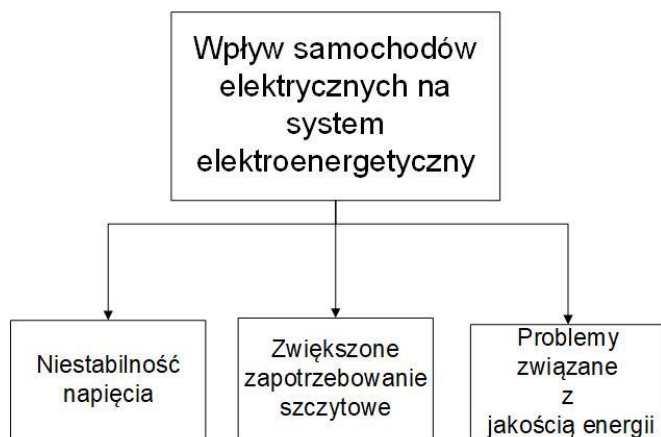 Wpływ samochodów
elektrycznych na
system
elektroenergetyczny
Niestabilność
napięcia
Zwiększone
zapotrzebowanie
szczytowe
Problemy
związane
z
jakością energii